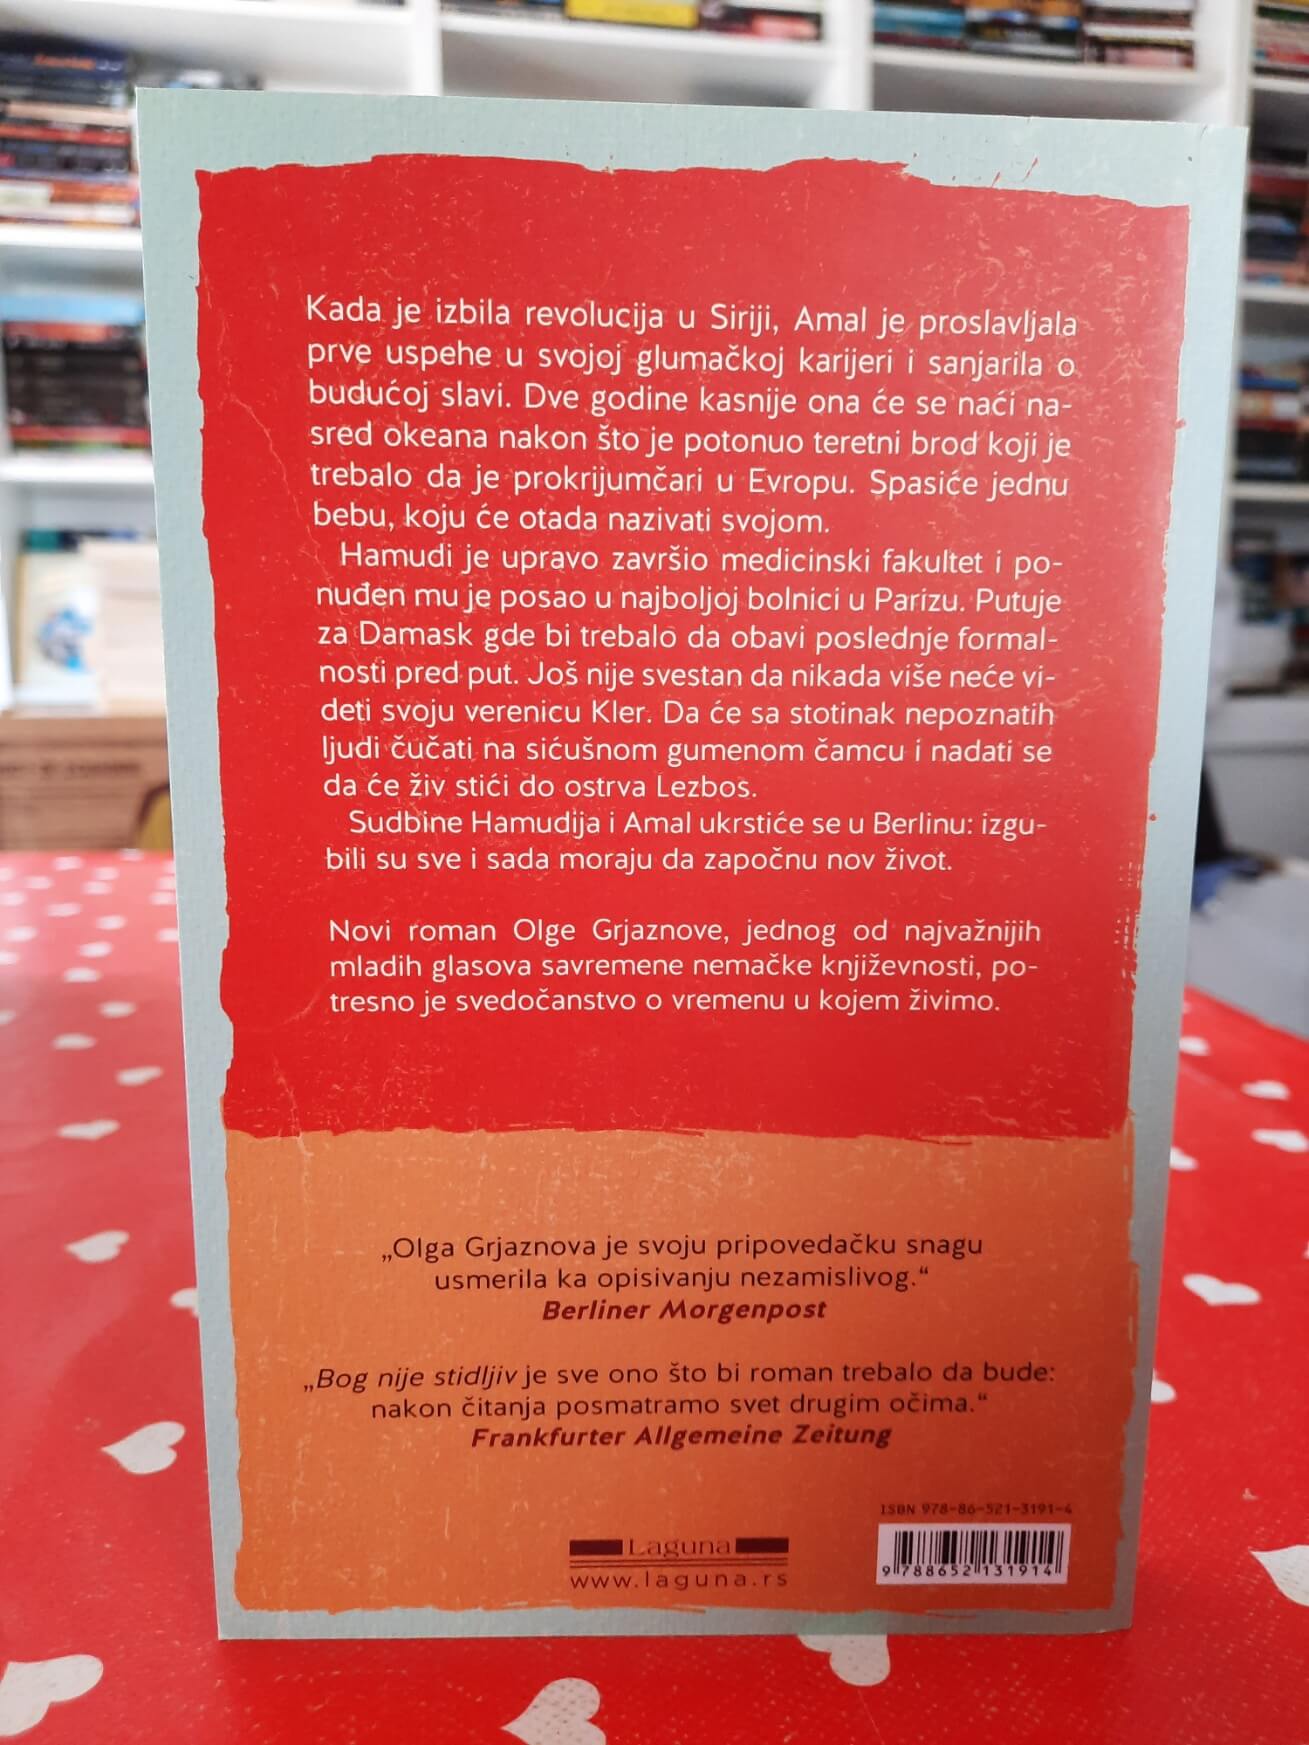 Kada je izbila revolucija u Siriji, Amal je proslavljala
prve uspehe u svojoj glumačkoj karijeri i sanjarila o
budućoj slavi. Dve godine kasnije ona će se naći na-
sred okeana nakon što je potonuo teretni brod koji je
trebalo da je prokrijumčari u Evropu. Spasiće jednu
bebu, koju će otada nazivati svojom.
Hamudi je upravo završio medicinski fakultet i po-
nuđen mu je posao u najboljoj bolnici u Parizu. Putuje
za Damask gde bi trebalo da obavi poslednje formal-
nosti pred put. Još nije svestan da nikada više neće vi-
deti svoju verenicu Kler. Da će sa stotinak nepoznatih
ljudi čučati na sićušnom gumenom čamcu i nadati se
da će živ stići do ostrva Lezbos.
Sudbine Hamudija i Amal ukrstiće se u Berlinu: izgu-
bili su sve i sada moraju da započnu nov život.
Novi roman Olge Grjaznove, jednog od najvažnijih
mladih glasova savremene nemačke književnosti, po-
tresno je svedočanstvo o vremenu u kojem živimo.
„Olga Grjaznova je svoju pripovedačku snagu
usmerila ka opisivanju nezamislivog.“
Berliner Morgenpost
„Bog nije stidljiv je sve ono što bi roman trebalo da bude:
nakon čitanja posmatramo svet drugim očima.“
Frankfurter Allgemeine Zeitung
ISBN 978-86-521-3191-4
Laguna
www.laguna.rs
9 788652 131914